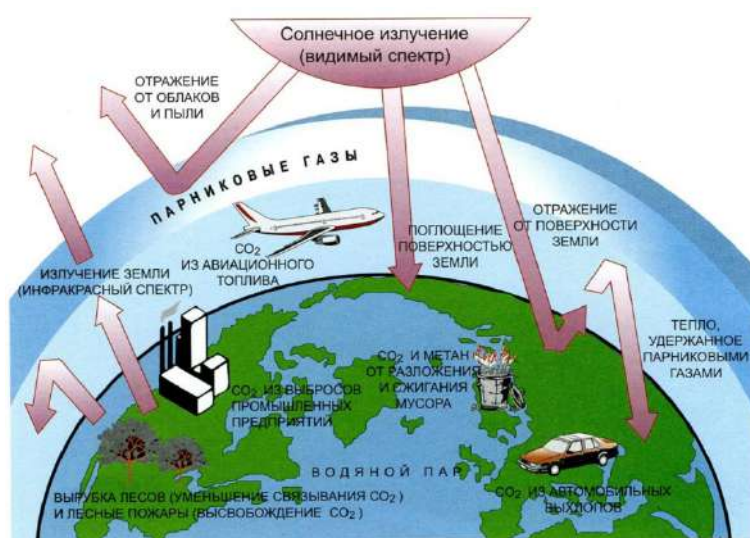 Солнечное излучение
(видимый спектр)
ОТРАЖЕНИЕ
ОТ ОБЛАКОВ
И ПЫЛИ
ПАРНИКОВЫЕ ГАЗЫ
CO₂
ИЗ АВИАЦИОННОГО
ТОПЛИВА
ПОГЛОЩЕНИЕ
ПОВЕРХНОСТЬЮ
ЗЕМЛИ
ОТРАЖЕНИЕ
ОТ ПОВЕРХНОСТИ
ЗЕМЛИ
ИЗЛУЧЕНИЕ ЗЕМЛИ
(ИНФРАКРАСНЫЙ СПЕКТР)
ТЕПЛО,
УДЕРЖАННОЕ
ПАРНИКОВЫМИ
ГАЗАМИ
CO₂ ИЗ ВЫБРОСОВ
ПРОМЫШЛЕННЫХ
ПРЕДПРИЯТИЙ
CO₂ И МЕТАН
ОТ РАЗЛОЖЕНИЯ
И СЖИГАНИЯ
МУСОРА
ВОДЯНОЙ ПАР
ВЫРУБКА ЛЕСОВ (УМЕНЬШЕНИЕ СВЯЗЫВАНИЯ CO₂)
И ЛЕСНЫЕ ПОЖАРЫ (ВЫСВОБОЖДЕНИЕ CO₂)
CO₂ ИЗ АВТОМОБИЛЬНЫХ
ВЫХЛОПОВ